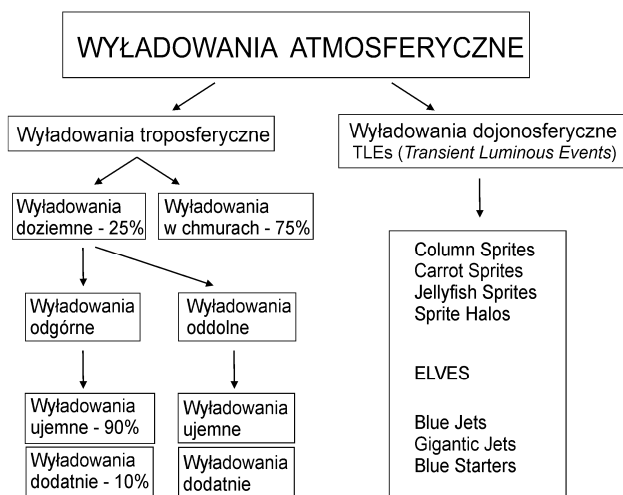 WYŁADOWANIA ATMOSFERYCZNE
Wyładowania troposferyczne
Wyładowania dojonosferyczne
TLEs (Transient Luminous Events)
Wyładowania
doziemne - 25%
Wyładowania
w chmurach - 75%
Wyładowania
odgórne
Wyładowania
oddolne
Wyładowania
ujemne - 90%
Wyładowania
dodatnie - 10%
Wyładowania
ujemne
Wyładowania
dodatnie
Column Sprites
Carrot Sprites
Jellyfish Sprites
Sprite Halos
ELVES
Blue Jets
Gigantic Jets
Blue Starters